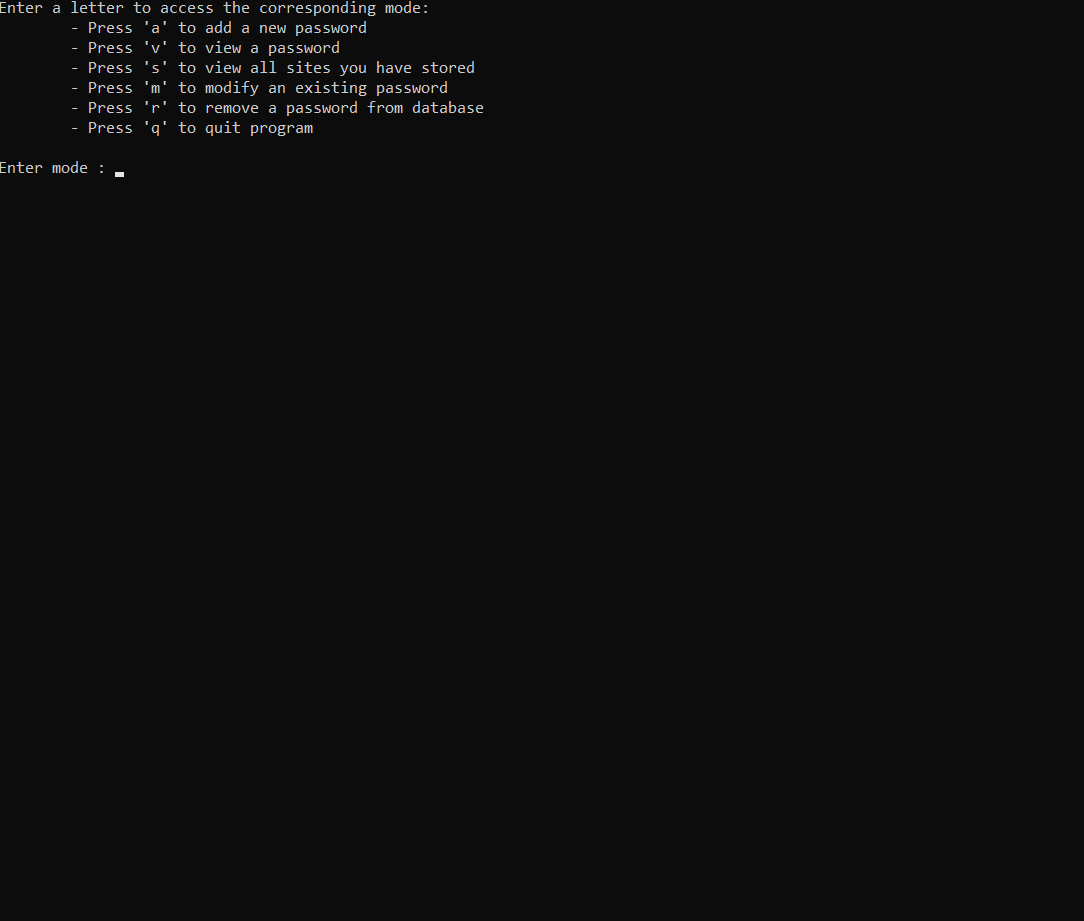 Enter a letter to access the corresponding mode:
- Press 'a' to add a new password
- Press 'v' to view a password
- Press 's' to view all sites you have stored
- Press 'm' to modify an existing password
- Press 'r' to remove a password from database
- Press 'q' to quit program
Enter mode :